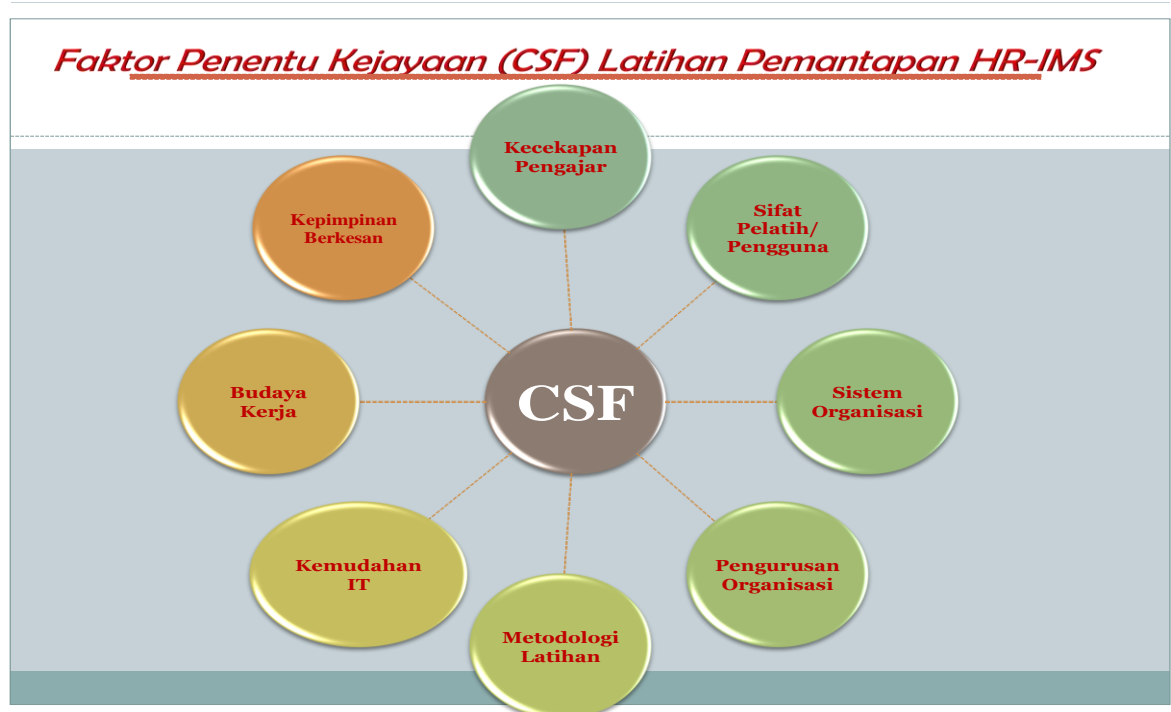 Faktor Penentu Kejayaan (CSF) Latihan Pemantapan HR-IMS
Kecekapan
Pengajar
Sifat
Pelatih/
Pengguna
Sistem
Organisasi
Pengurusan
Organisasi
Metodologi
Latihan
Kemudahan
IT
Budaya
Kerja
Kepimpinan
Berkesan
CSF